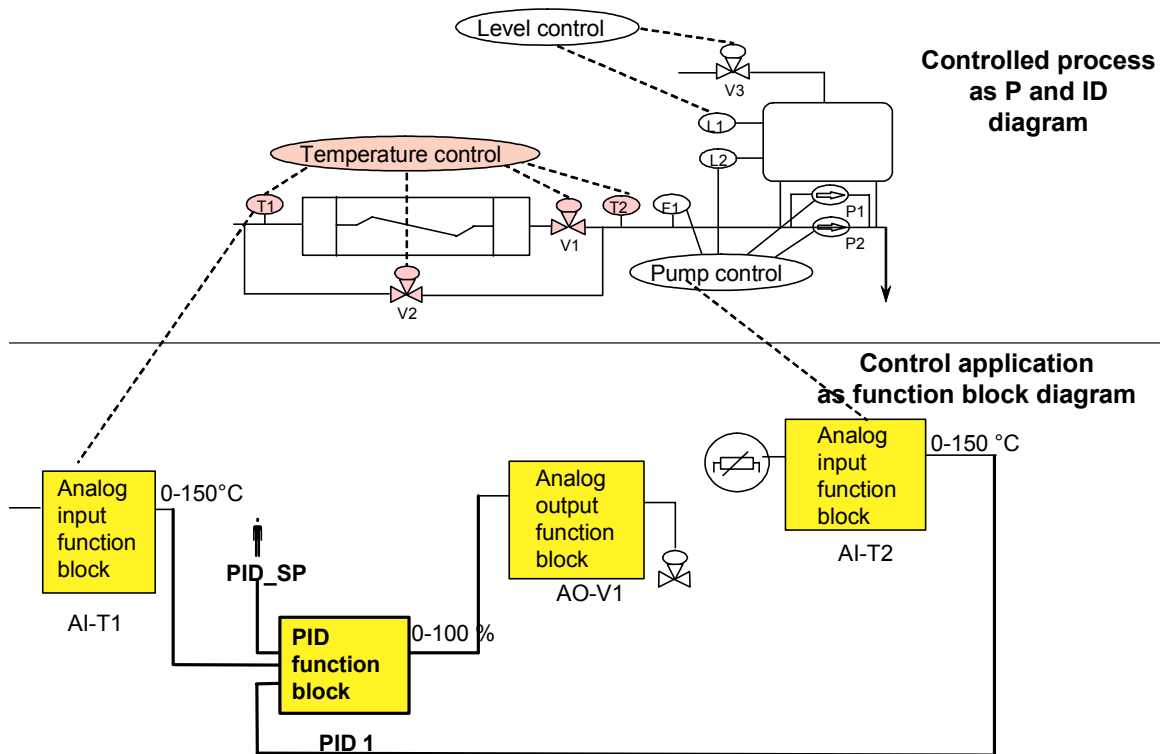 Level control
Controlled process
as P and ID
diagram
V3
L1
L2
Temperature control
T1
T2
F1
P1
V1
P2
Pump control
V2
Control application
as function block diagram
Analog
input
function
block
0-150 °C
AI-T2
Analog
output
function
block
AO-V1
Analog
input
function
block
0-150°C
AI-T1
PID_SP
PID
function
block
0-100 %
PID 1